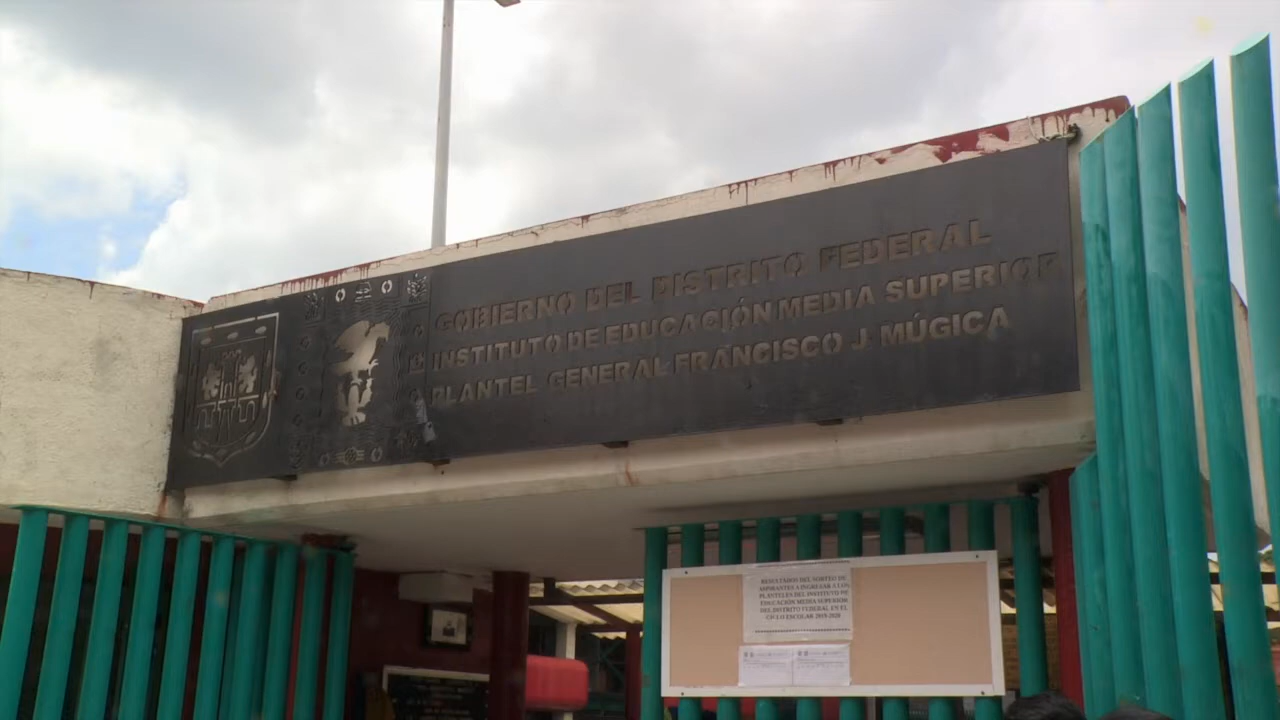 GOBIERNO DEL DISTRITO FEDERAL
INSTITUTO DE EDUCACIÓN MEDIA SUPERIOR
PLANTEL GENERAL FRANCISCO J. MÚGICA
RESULTADOS DEL SORTEO DE
ASPIRANTES A INGRESAR A LOS
PLANTELES DEL INSTITUTO DE
EDUCACIÓN MEDIA SUPERIOR
DEL DISTRITO FEDERAL EN EL
CICLO ESCOLAR 2019-2020